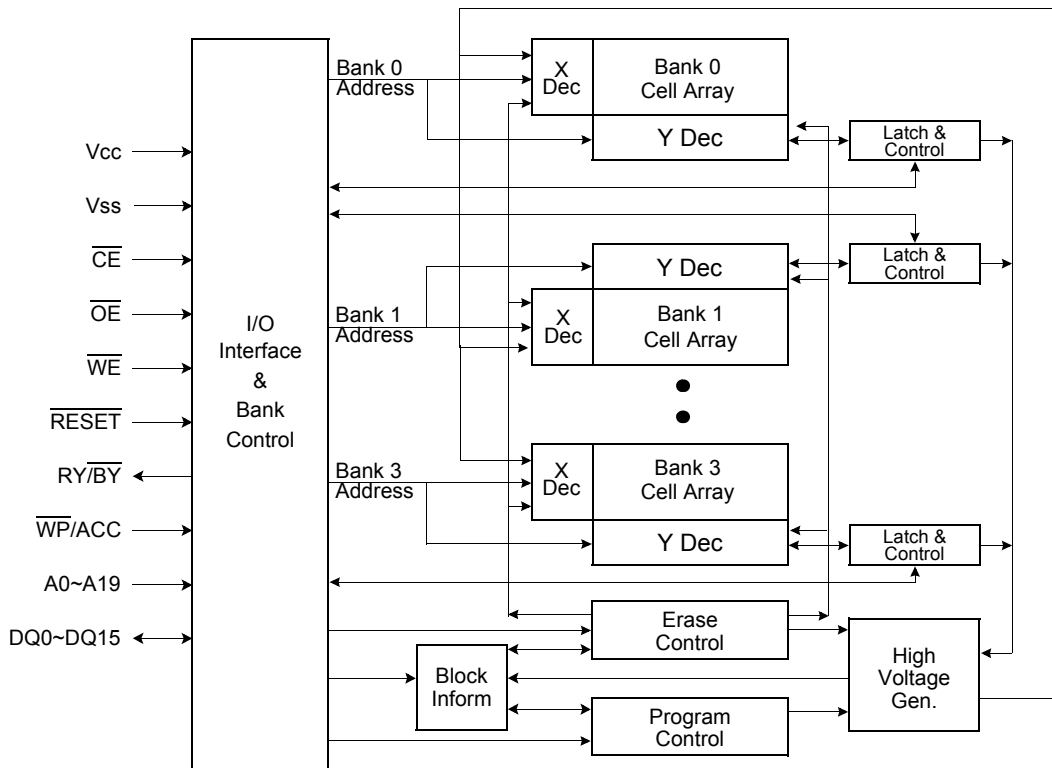 Vcc
Vss
CE
OE
WE
RESET
RY/BY
WP/ACC
A0~A19
DQ0~DQ15
I/O
Interface
&
Bank
Control
Bank 0
Address
X
Dec
Bank 0
Cell Array
Y Dec
Latch &
Control
Y Dec
Latch &
Control
Bank 1
Address
X
Dec
Bank 1
Cell Array
Bank 3
Address
X
Dec
Bank 3
Cell Array
Y Dec
Latch &
Control
Erase
Control
Block
Inform
High
Voltage
Gen.
Program
Control